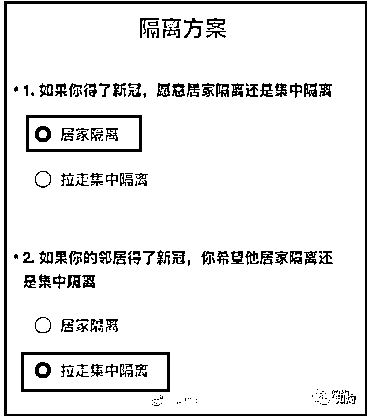 隔离方案
• 1. 如果你得了新冠，愿意居家隔离还是集中隔离
居家隔离
拉走集中隔离
• 2. 如果你的邻居得了新冠，你希望他居家隔离还
是集中隔离
居家隔离
拉走集中隔离